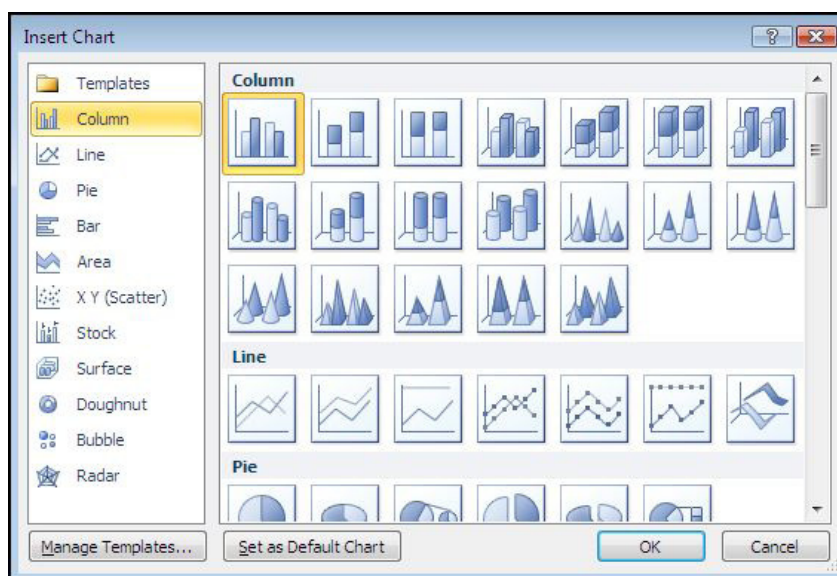 Insert Chart
Templates
Column
Line
Pie
Bar
Area
X Y (Scatter)
Stock
Surface
Doughnut
Bubble
Radar
Column
Line
Pie
Manage Templates...
Set as Default Chart
OK
Cancel